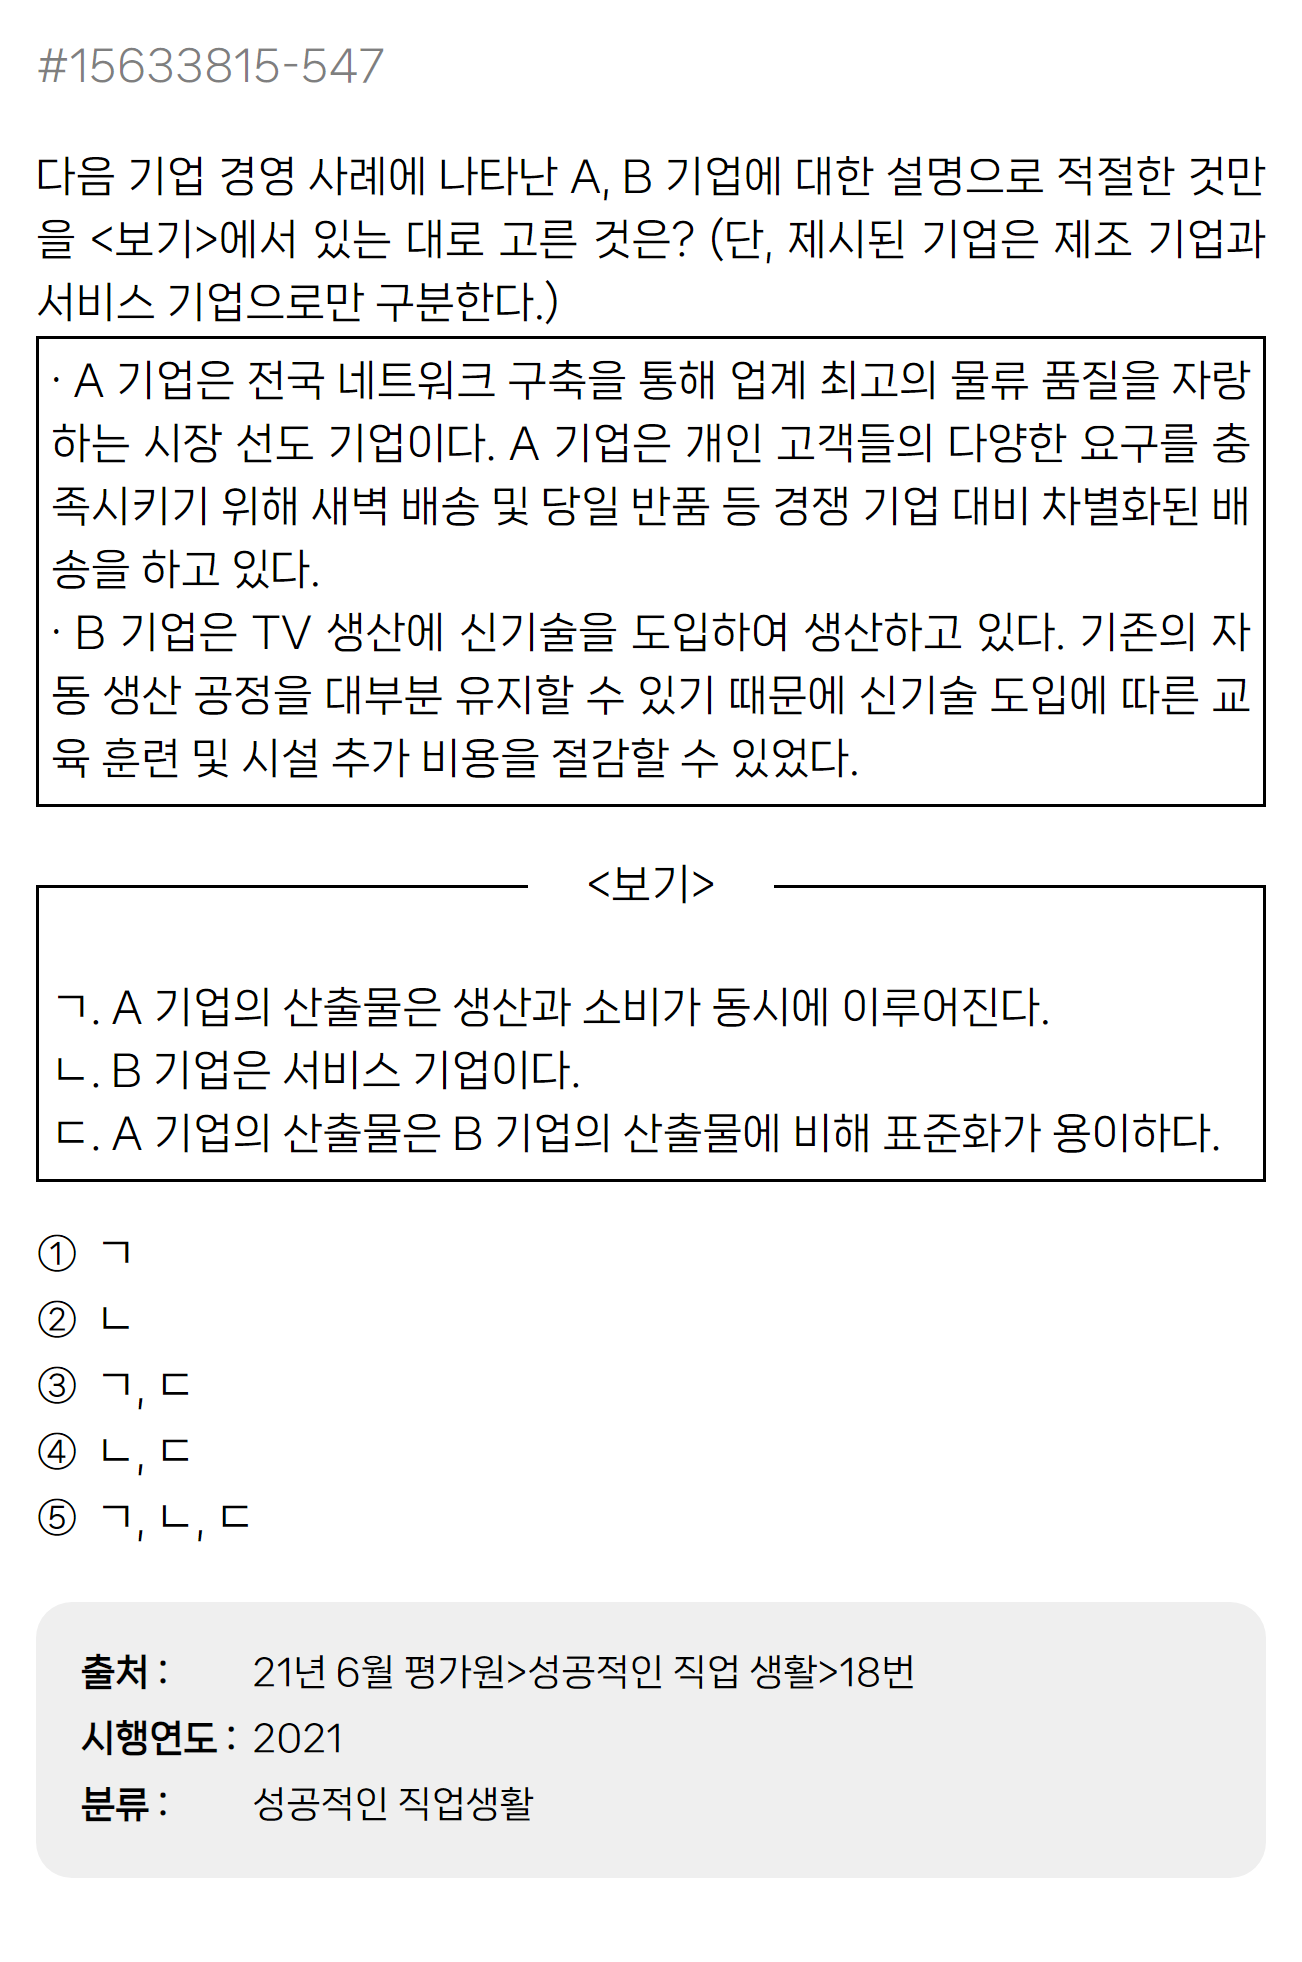 #15633815-547
다음 기업 경영 사례에 나타난 A, B 기업에 대한 설명으로 적절한 것만
을 <보기>에서 있는 대로 고른 것은? (단, 제시된 기업은 제조 기업과
서비스 기업으로만 구분한다.)
· A 기업은 전국 네트워크 구축을 통해 업계 최고의 물류 품질을 자랑
하는 시장 선도 기업이다. A 기업은 개인 고객들의 다양한 요구를 충
족시키기 위해 새벽 배송 및 당일 반품 등 경쟁 기업 대비 차별화된 배
송을 하고 있다.
· B 기업은 TV 생산에 신기술을 도입하여 생산하고 있다. 기존의 자
동 생산 공정을 대부분 유지할 수 있기 때문에 신기술 도입에 따른 교
육 훈련 및 시설 추가 비용을 절감할 수 있었다.
<보기>
ㄱ. A 기업의 산출물은 생산과 소비가 동시에 이루어진다.
ㄴ. B 기업은 서비스 기업이다.
ㄷ. A 기업의 산출물은 B 기업의 산출물에 비해 표준화가 용이하다.
① ㄱ
② ㄴ
③ ㄱ, ㄷ
④ ㄴ, ㄷ
⑤ ㄱ, ㄴ, ㄷ
출처 : 21년 6월 평가원>성공적인 직업 생활>18번
시행연도 : 2021
분류 : 성공적인 직업생활